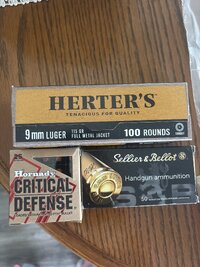 HERTER'S
TENACIOUS FOR QUALITY
9mm LUGER
115 GR
FULL METAL JACKET
100 ROUNDS
25
Hornady
CRITICAL
DEFENSE
Sellier & Bellot
Handgun ammunition
S&B
50